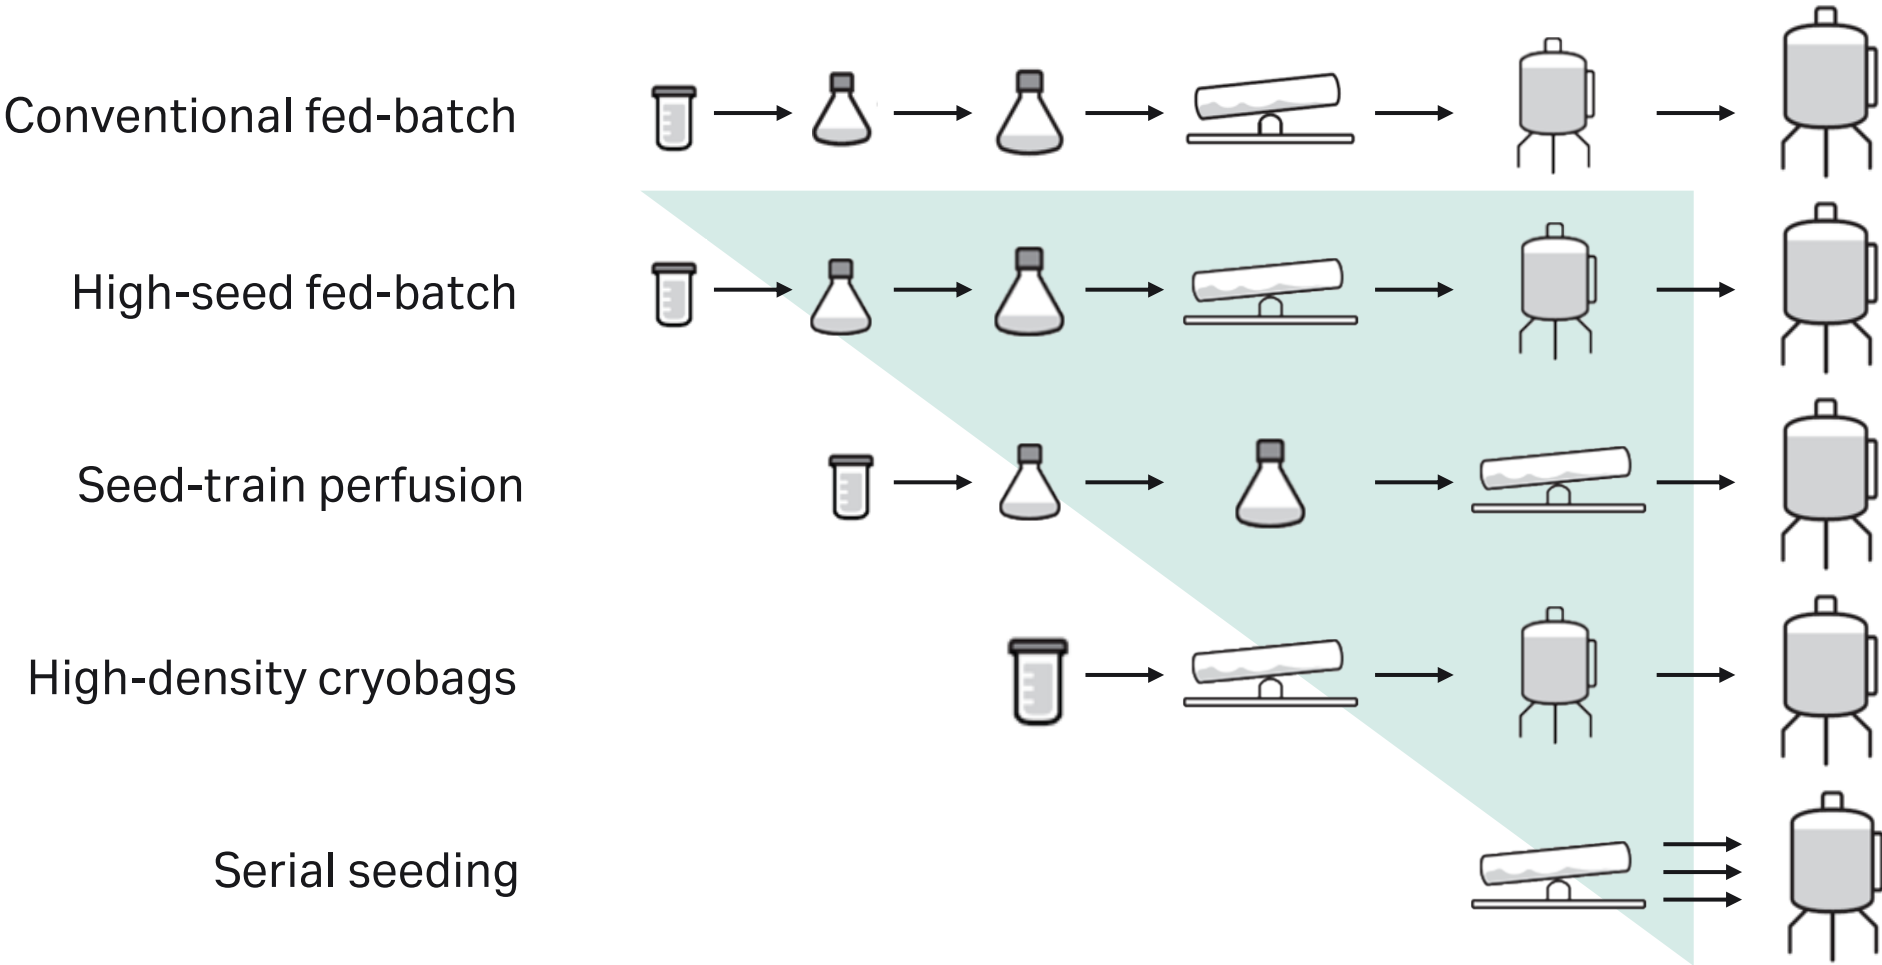 Conventional fed-batch
High-seed fed-batch
Seed-train perfusion
High-density cryobags
Serial seeding